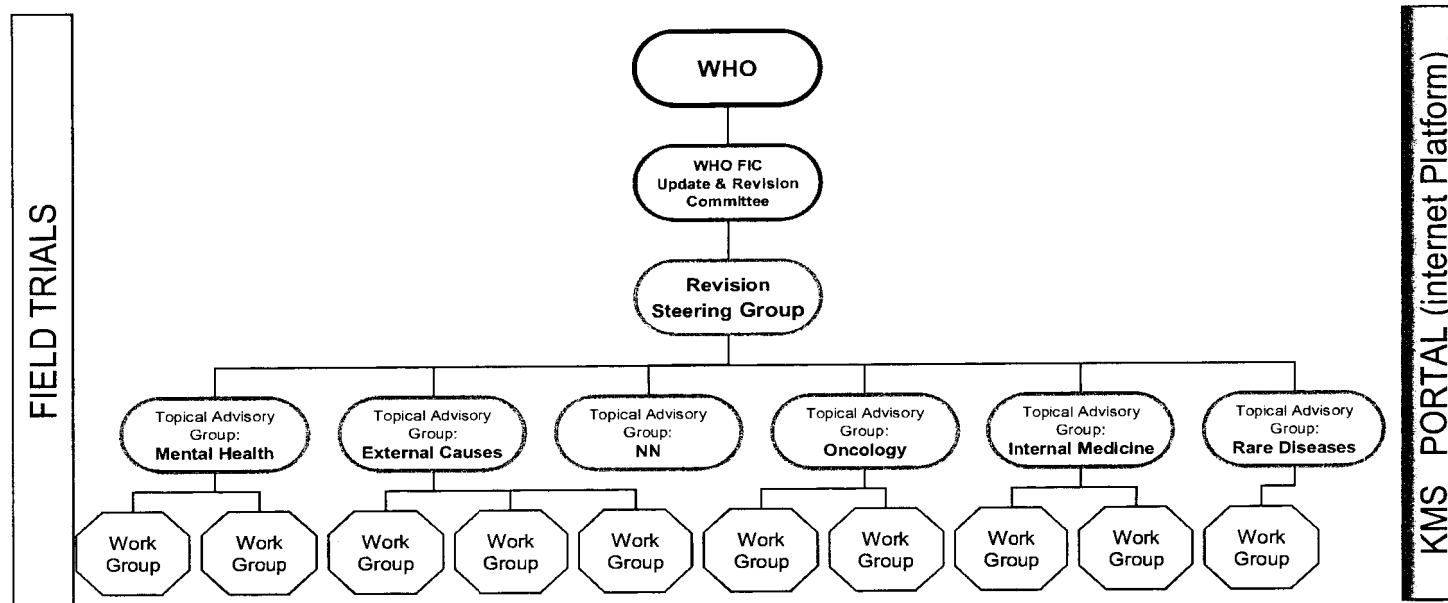 FIELD TRIALS
WHO
WHO FIC
Update & Revision
Committee
Revision
Steering Group
Topical Advisory
Group:
Mental Health
Topical Advisory
Group:
External Causes
Topical Advisory
Group:
NN
Topical Advisory
Group:
Oncology
Topical Advisory
Group:
Internal Medicine
Topical Advisory
Group:
Rare Diseases
Work
Group
Work
Group
Work
Group
Work
Group
Work
Group
Work
Group
Work
Group
Work
Group
Work
Group
Work
Group
KMS PORTAL (internet Platform)